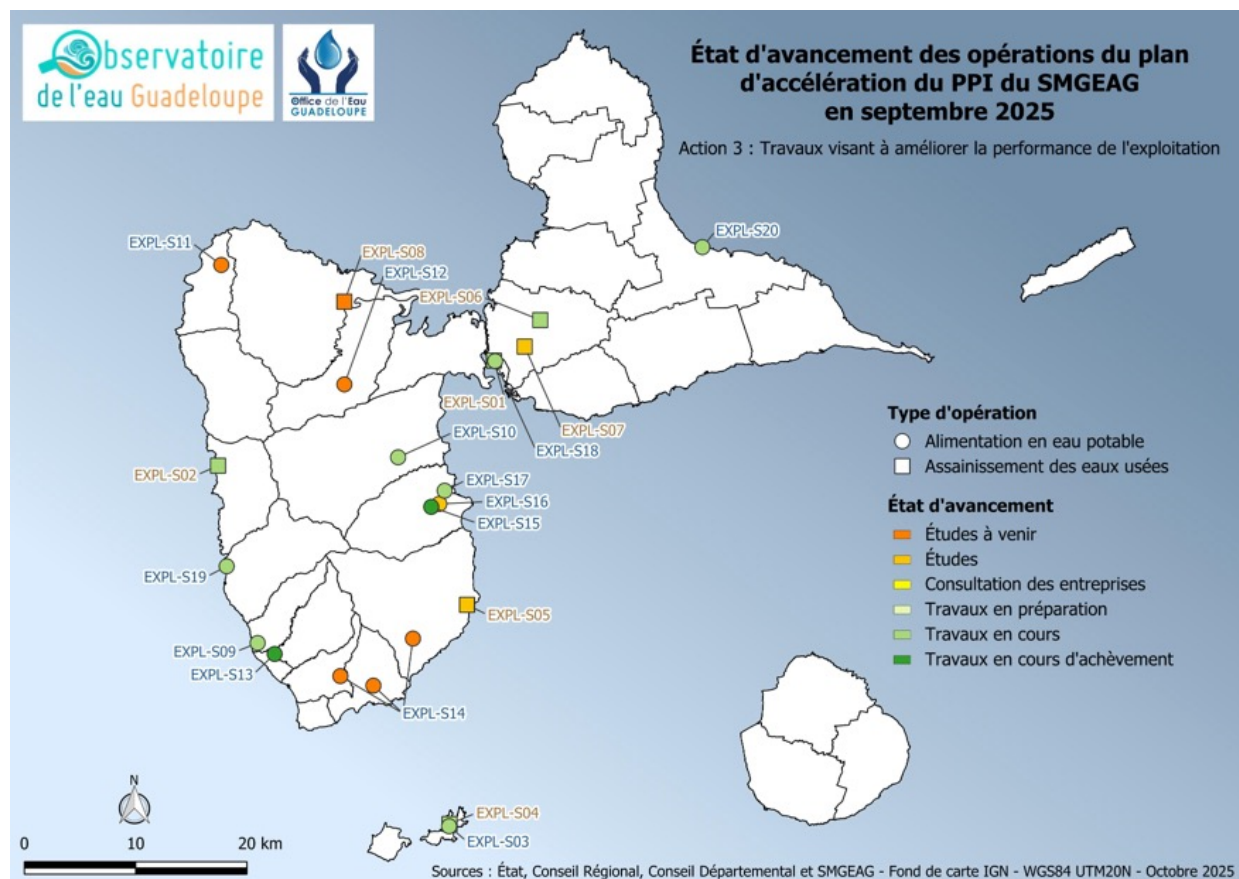 Observatoire
de l'eau Guadeloupe
Office de l'Eau
GUADELOUPE
État d'avancement des opérations du plan
d'accélération du PPI du SMGEAG
en septembre 2025
Action 3 : Travaux visant à améliorer la performance de l'exploitation
EXPL-S20
EXPL-S11
EXPL-S08
EXPL-S12
EXPL-S06
EXPL-S01
EXPL-S07
EXPL-S18
EXPL-S10
EXPL-S02
EXPL-S17
EXPL-S16
EXPL-S15
EXPL-S19
EXPL-S05
EXPL-S09
EXPL-S13
EXPL-S14
EXPL-S04
EXPL-S03
Type d'opération
Alimentation en eau potable
Assainissement des eaux usées
État d'avancement
Études à venir
Études
Consultation des entreprises
Travaux en préparation
Travaux en cours
Travaux en cours d'achèvement
N
0 10 20 km
Sources : État, Conseil Régional, Conseil Départemental et SMGEAG - Fond de carte IGN - WGS84 UTM20N - Octobre 2025